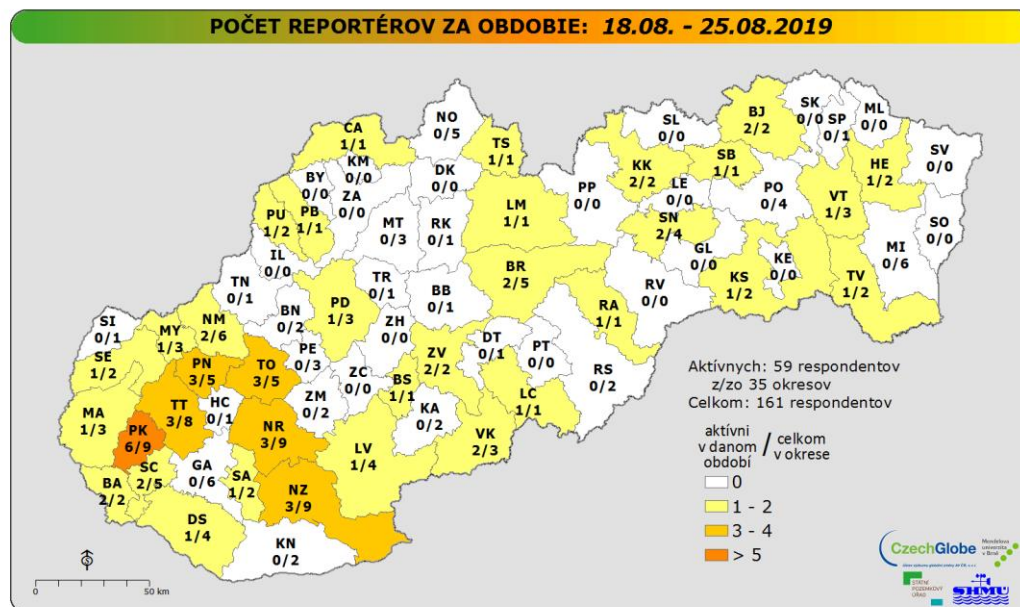 POČET REPORTÉROV ZA OBDOBIE: 18.08. - 25.08.2019
NO
0/5
CA
1/1
TS
1/1
KM
0/0
BY
0/0
ZA
0/0
DK
0/0
SL
0/0
BJ
2/2
SK
0/0
SP
0/1
ML
0/0
SV
0/0
KK
2/2
SB
1/1
HE
1/2
PP
0/0
LE
0/0
PO
0/4
VT
1/3
SO
0/0
PU
1/2
PB
1/1
MT
0/3
RK
0/1
LM
1/1
SN
2/4
GL
0/0
KE
0/0
MI
0/6
IL
0/0
TN
0/1
TR
0/1
BB
0/1
BR
2/5
RV
0/0
KS
1/2
TV
1/2
BN
0/2
PD
1/3
RA
1/1
SI
0/1
MY
1/3
NM
2/6
ZH
0/0
DT
0/1
PT
0/0
SE
1/2
PN
3/5
TO
3/5
PE
0/3
ZC
0/0
ZV
2/2
RS
0/2
BS
1/1
LC
1/1
MA
1/3
PK
6/9
TT
3/8
HC
0/1
ZM
0/2
KA
0/2
NR
3/9
LV
1/4
VK
2/3
BA
2/2
SC
2/5
GA
0/6
SA
1/2
NZ
3/9
DS
1/4
KN
0/2
Aktívnych: 59 respondentov
z/zo 35 okresov
Celkom: 161 respondentov
aktívni v danom období / celkom v okrese
0
1 - 2
3 - 4
> 5
0
50 km
CzechGlobe
Mendelova
univerzita
v Brně
STÁTNÍ
POZEMKOVÝ
ÚŘAD
SHMÚ